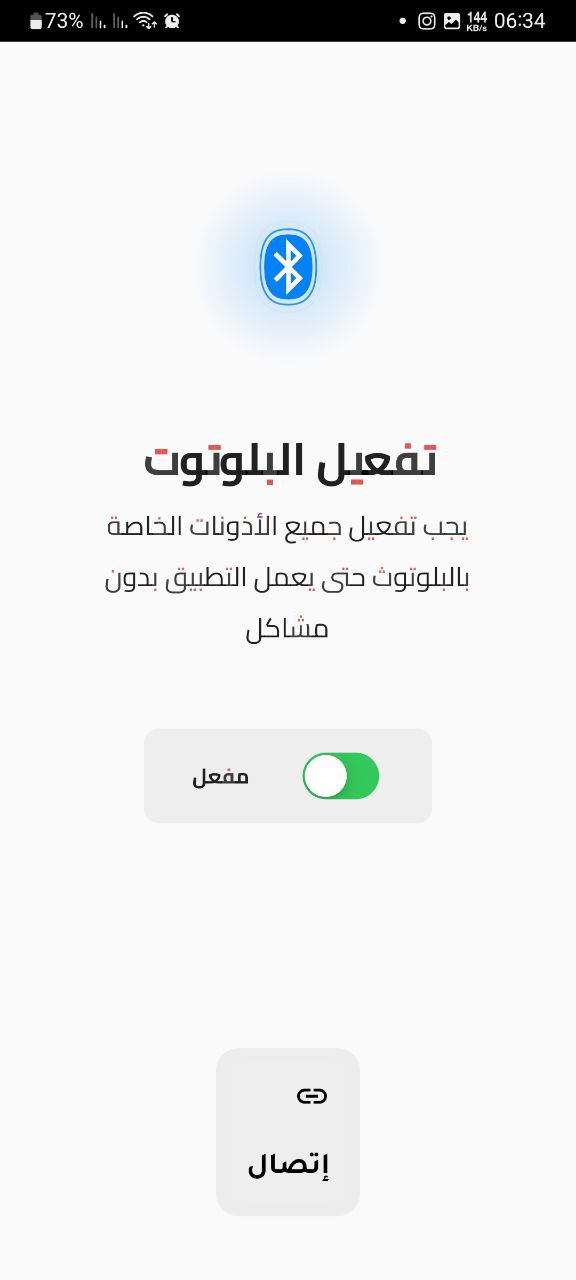 73%
144 KB/s
06:34
تفعيل البلوتوت
يجب تفعيل جميع الأذونات الخاصة
بالبلوتوث حتى يعمل التطبيق بدون
مشاكل
مفعل
إتصال